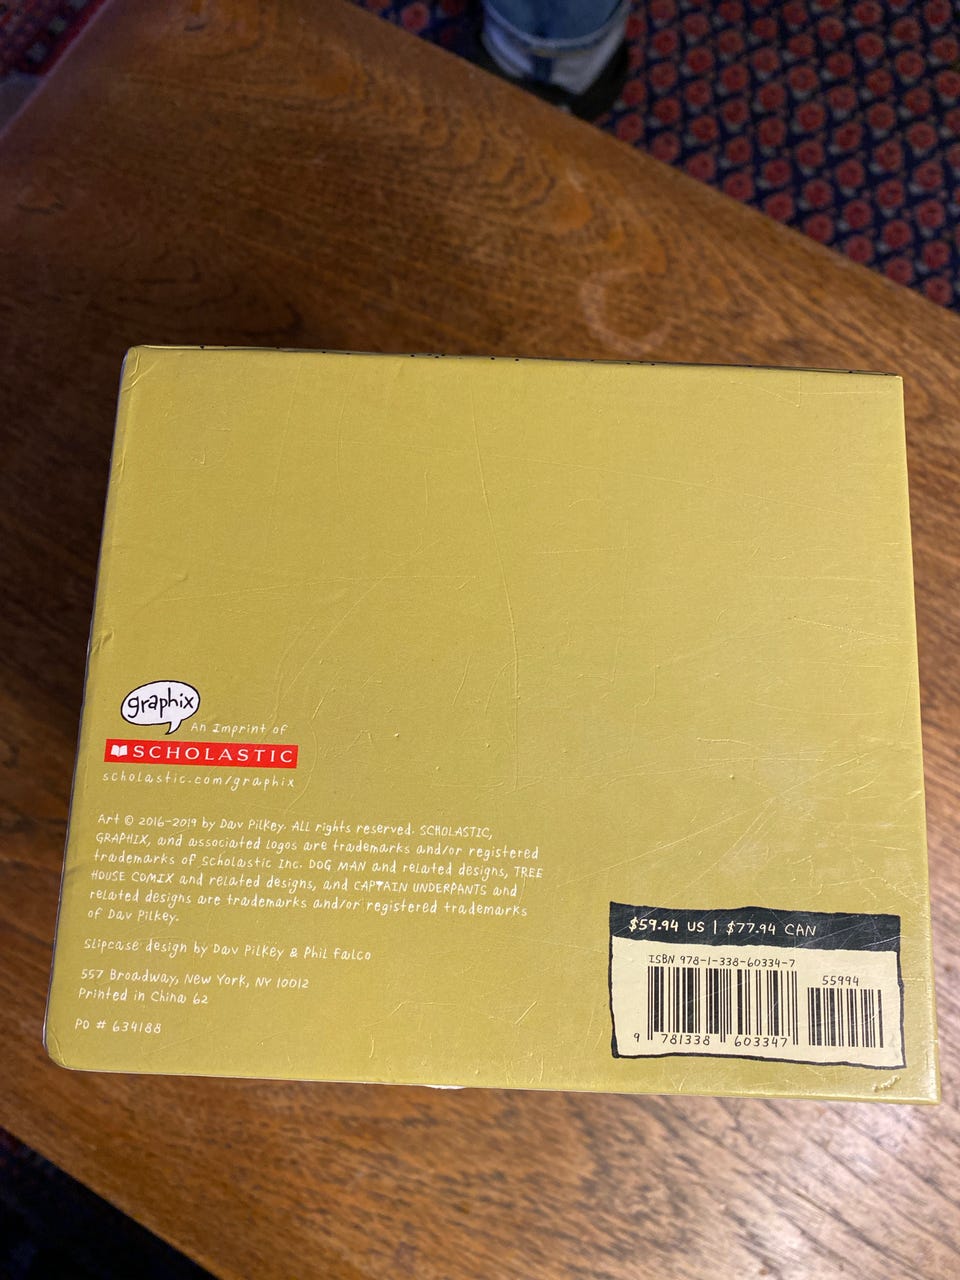 graphix
An Imprint of
SCHOLASTIC
scholastic.com/graphix
Art © 2016-2019 by Dav Pilkey. All rights reserved. SCHOLASTIC,
GRAPHIX, and associated logos are trademarks and/or registered
trademarks of Scholastic Inc. DOG MAN and related designs, TREE
HOUSE COMIX and related designs, and CAPTAIN UNDERPANTS and
related designs are trademarks and/or registered trademarks
of Dav Pilkey.
Slipcase design by Dav Pilkey & Phil Falco
557 Broadway, New York, NY 10012
Printed in China 62
PO # 634188
$59.94 US | $77.94 CAN
ISBN 978-1-338-60334-7
55994
9 781338 603347